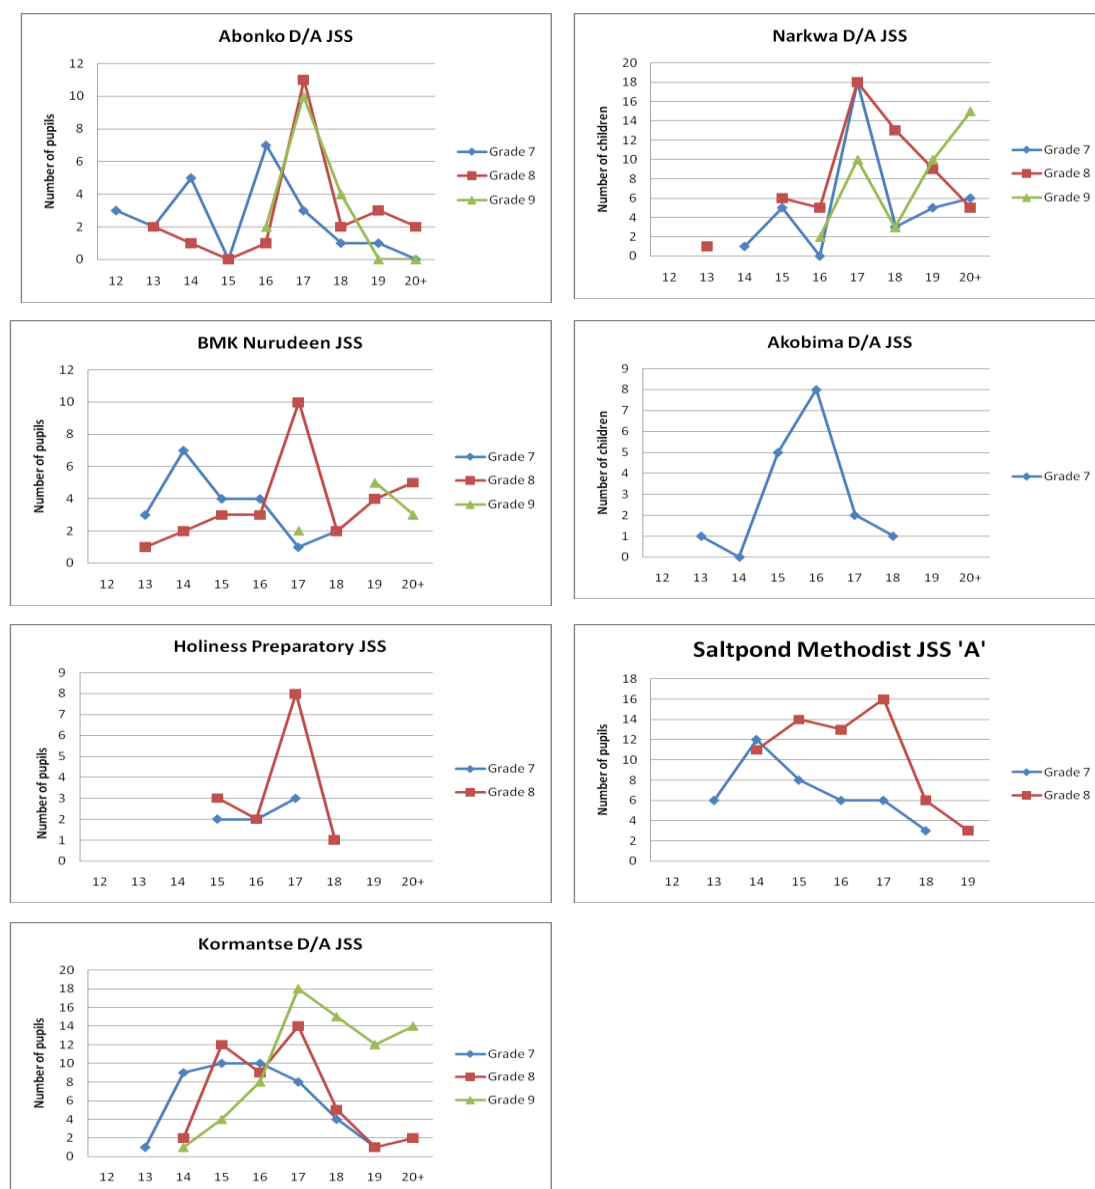 Abonko D/A JSS
Number of pupils
12
10
8
6
4
2
0
12 13 14 15 16 17 18 19 20+
Grade 7
Grade 8
Grade 9
Narkwa D/A JSS
Number of children
20
18
16
14
12
10
8
6
4
2
0
12 13 14 15 16 17 18 19 20+
Grade 7
Grade 8
Grade 9
BMK Nurudeen JSS
Number of pupils
12
10
8
6
4
2
0
12 13 14 15 16 17 18 19 20+
Grade 7
Grade 8
Grade 9
Akobima D/A JSS
Number of children
9
8
7
6
5
4
3
2
1
0
12 13 14 15 16 17 18 19 20+
Grade 7
Holiness Preparatory JSS
Number of pupils
9
8
7
6
5
4
3
2
1
0
12 13 14 15 16 17 18 19 20+
Grade 7
Grade 8
Saltpond Methodist JSS 'A'
Number of pupils
18
16
14
12
10
8
6
4
2
0
12 13 14 15 16 17 18 19
Grade 7
Grade 8
Kormantse D/A JSS
Number of pupils
20
18
16
14
12
10
8
6
4
2
0
12 13 14 15 16 17 18 19 20+
Grade 7
Grade 8
Grade 9